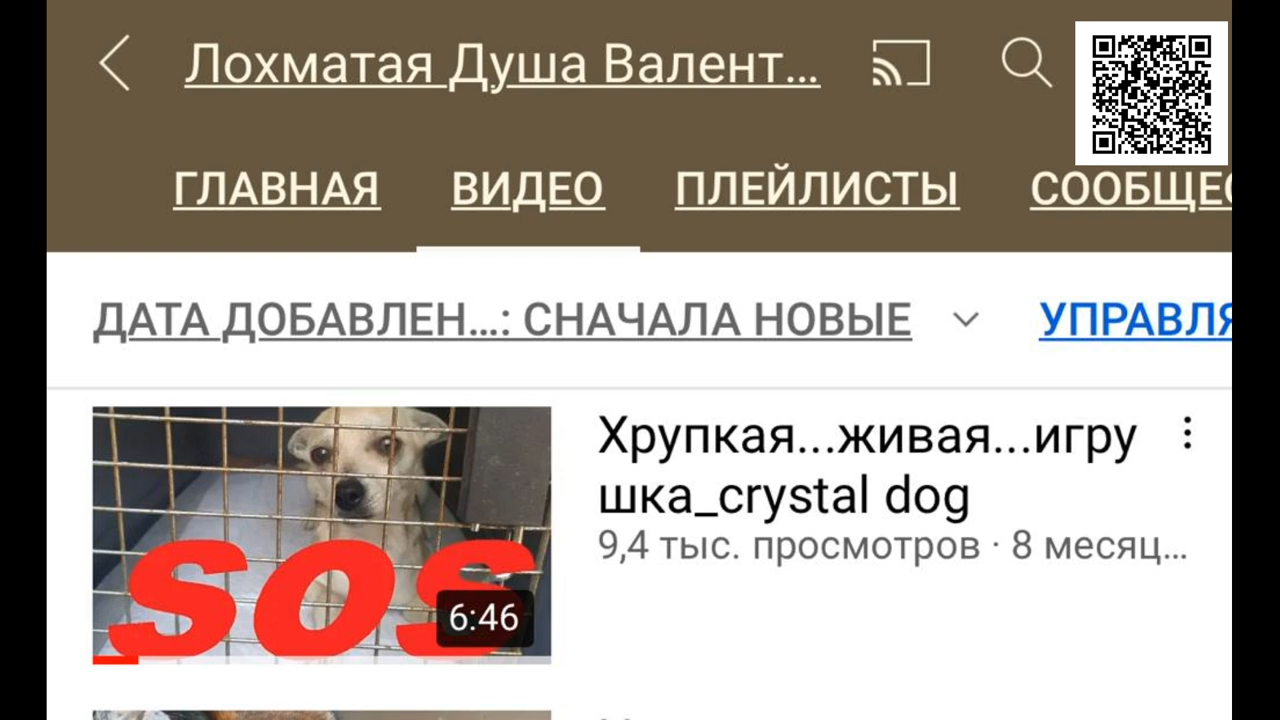 Лохматая Душа Валент...
ГЛАВНАЯ ВИДЕО ПЛЕЙЛИСТЫ СООБЩЕС
ДАТА ДОБАВЛЕН...: СНАЧАЛА НОВЫЕ УПРАВЛЯ
Хрупкая...живая...игру
шка_crystal dog
9,4 тыс. просмотров · 8 месяц...
SOS
6:46